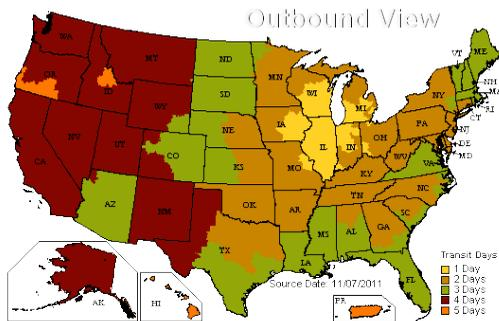 Outbound View
WA
MT
ND
MN
VT
ME
OR
ID
SD
WI
MI
NY
NH
MA
WY
RI
CT
NE
IA
PA
NJ
NV
UT
CO
IL
IN
OH
DE
MD
CA
KS
MO
WV
VA
KY
NC
AZ
NM
OK
AR
TN
SC
TX
MS
AL
GA
LA
FL
Transit Days
1 Day
2 Days
3 Days
4 Days
5 Days
Source Date: 11/07/2011
AK
HI
PR